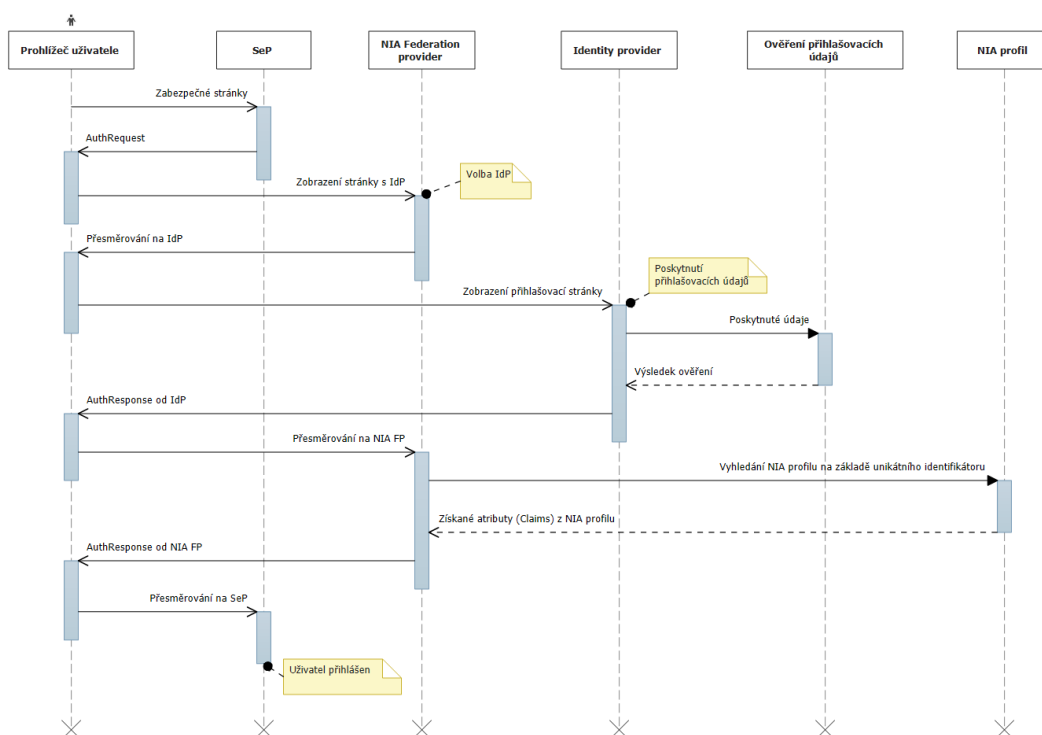 Prohlížeč uživatele
SeP
NIA Federation
provider
Identity provider
Ověření přihlašovacích
údajů
NIA profil
Zabezpečné stránky
AuthRequest
Volba IdP
Zobrazení stránky s IdP
Přesměrování na IdP
Poskytnutí
přihlašovacích údajů
Zobrazení přihlašovací stránky
Poskytnuté údaje
Výsledek ověření
AuthResponse od IdP
Přesměrování na NIA FP
Vyhledání NIA profilu na základě unikátního identifikátoru
Získané atributy (Claims) z NIA profilu
AuthResponse od NIA FP
Přesměrování na SeP
Uživatel přihlášen